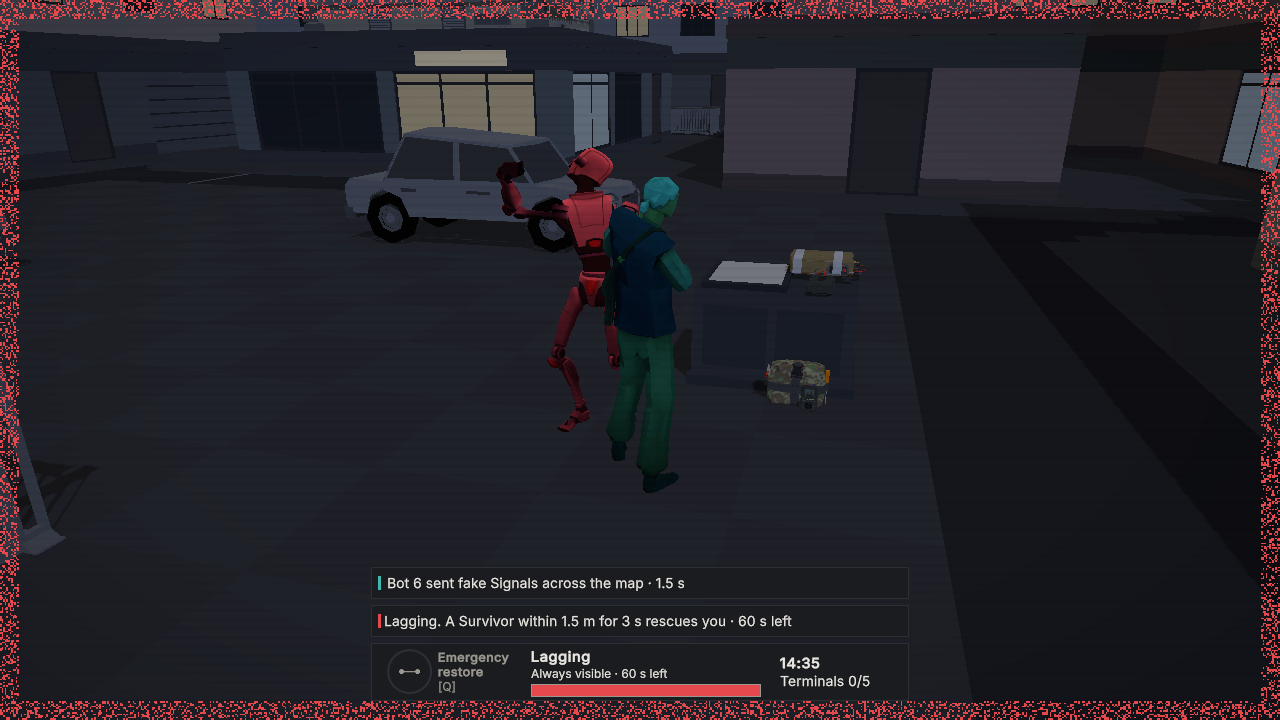 Bot 6 sent fake Signals across the map · 1.5 s
Lagging. A Survivor within 1.5 m for 3 s rescues you · 60 s left
Emergency
restore
[Q]
Lagging
Always visible · 60 s left
14:35
Terminals 0/5